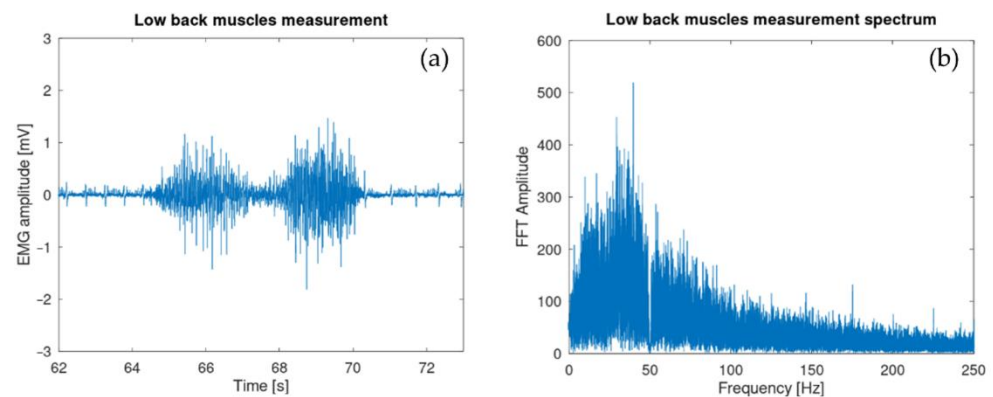 Low back muscles measurement
(a)
3
2
1
0
-1
-2
-3
EMG amplitude [mV]
62 64 66 68 70 72
Time [s]
Low back muscles measurement spectrum
(b)
600
500
400
300
200
100
0
FFT Amplitude
0 50 100 150 200 250
Frequency [Hz]